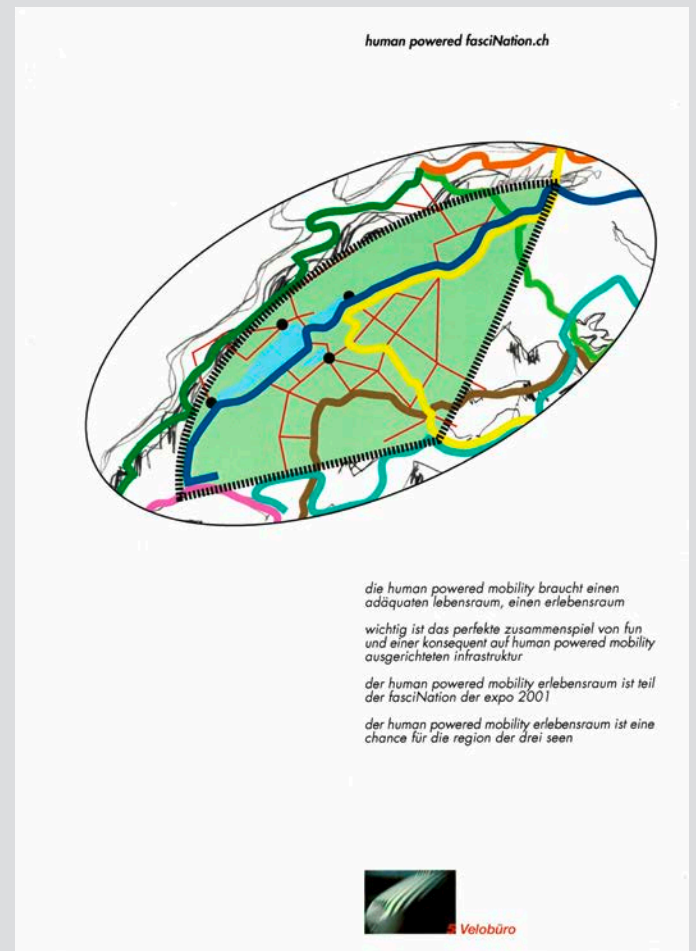 human powered fasciNation.ch
die human powered mobility braucht einen
adäquaten lebensraum, einen erlebensraum
wichtig ist das perfekte zusammenspiel von fun
und einer konsequent auf human powered mobility
ausgerichteten infrastruktur
der human powered mobility erlebensraum ist teil
der fasciNation der expo 2001
der human powered mobility erlebensraum ist eine
chance für die region der drei seen
Velobüro